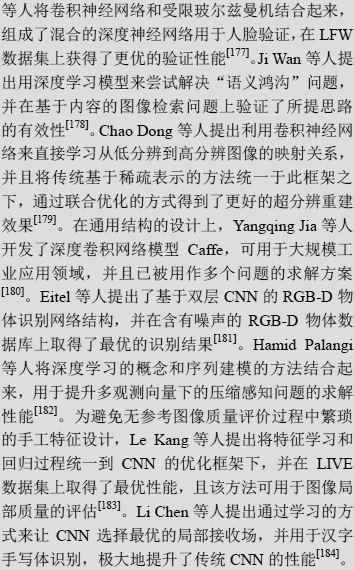 等人将卷积神经网络和受限玻尔兹曼机结合起来，
组成了混合的深度神经网络用于人脸验证，在 LFW
数据集上获得了更优的验证性能[177]。Ji Wan 等人提
出用深度学习模型来尝试解决“语义鸿沟”问题，
并在基于内容的图像检索问题上验证了所提思路
的有效性[178]。Chao Dong 等人提出利用卷积神经网
络来直接学习从低分辨到高分辨图像的映射关系，
并且将传统基于稀疏表示的方法统一于此框架之
下，通过联合优化的方式得到了更好的超分辨重建
效果[179]。在通用结构的设计上，Yangqing Jia 等人
开发了深度卷积网络模型 Caffe，可用于大规模工
业应用领域，并且已被用作多个问题的求解方案
[180]。Eitel 等人提出了基于双层 CNN 的 RGB-D 物
体识别网络结构，并在含有噪声的 RGB-D 物体数
据库上取得了最优的识别结果[181]。Hamid Palangi
等人将深度学习的概念和序列建模的方法结合起
来，用于提升多观测向量下的压缩感知问题的求解
性能[182]。为避免无参考图像质量评价过程中繁琐
的手工特征设计，Le Kang 等人提出将特征学习和
回归过程统一到 CNN 的优化框架下，并在 LIVE
数据集上取得了最优性能，且该方法可用于图像局
部质量的评估[183]。Li Chen 等人提出通过学习的方
式来让 CNN 选择最优的局部接收场，并用于汉字
手写体识别，极大地提升了传统 CNN 的性能[184]。